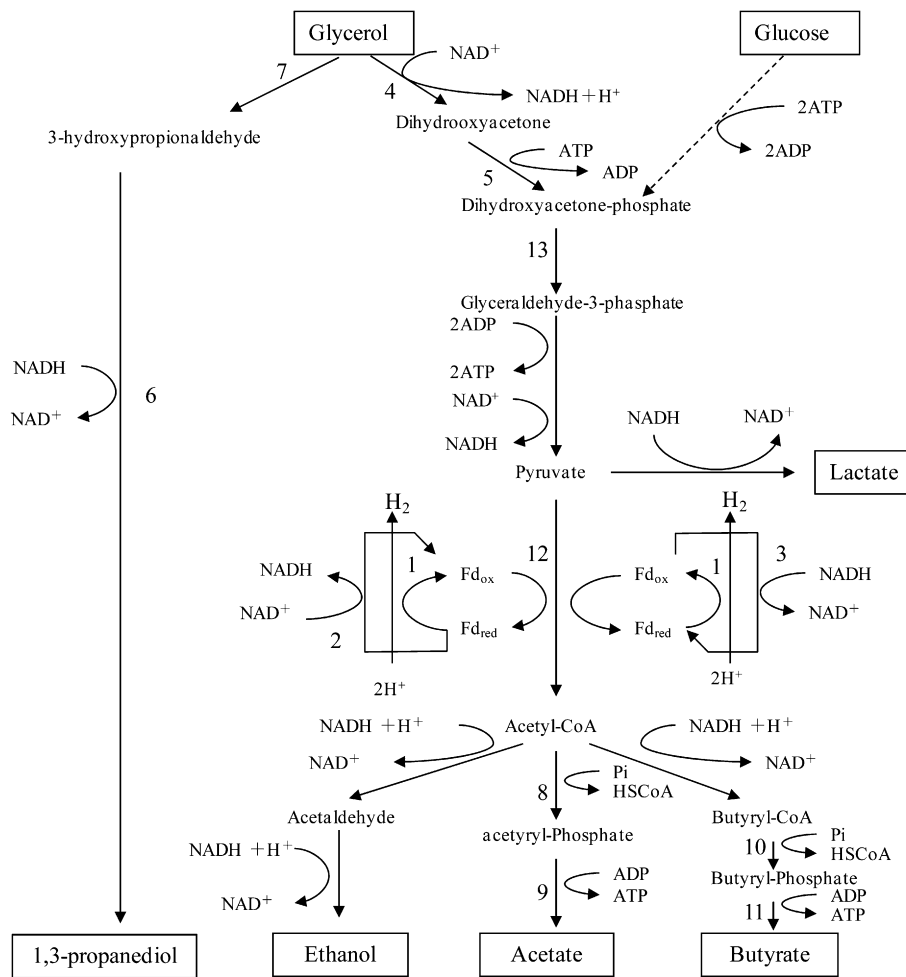 Glycerol
Glucose
7
4
NAD+
NADH + H+
2ATP
2ADP
3-hydroxypropionaldehyde
Dihydrooxyacetone
5
ATP
ADP
Dihydroxyacetone-phosphate
13
Glyceraldehyde-3-phasphate
2ADP
2ATP
NADH
NAD+
6
NAD+
NADH
NADH
NAD+
Pyruvate
Lactate
H2
H2
12
1
1
3
NADH
NAD+
2
Fdox
Fdred
Fdox
Fdred
NADH
NAD+
2H+
2H+
NADH + H+
NAD+
Acetyl-CoA
NADH + H+
NAD+
8
Pi
HSCoA
Acetaldehyde
acetyryl-Phosphate
Butyryl-CoA
10
Pi
HSCoA
NADH + H+
NAD+
9
ADP
ATP
Butyryl-Phosphate
11
ADP
ATP
1,3-propanediol
Ethanol
Acetate
Butyrate